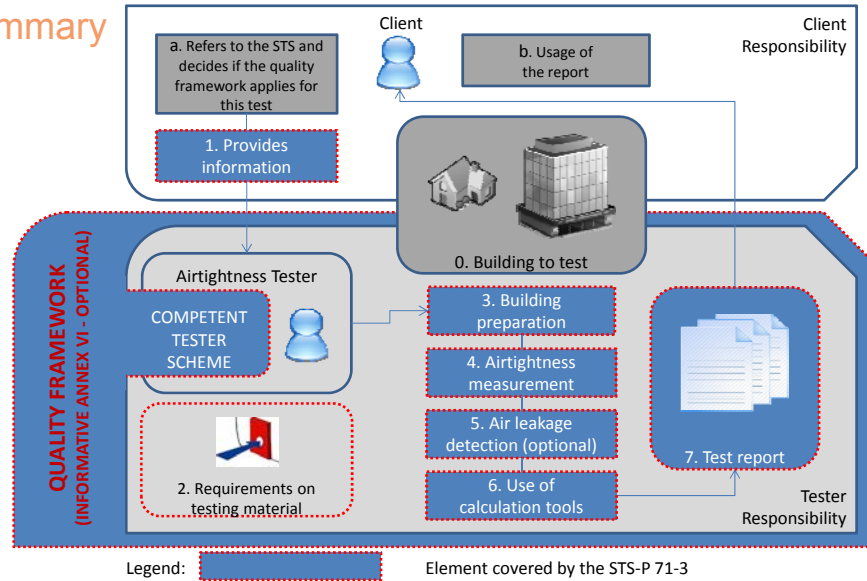 mmary
Client
Client
Responsibility
a. Refers to the STS and
decides if the quality
framework applies for
this test
b. Usage of
the report
1. Provides
information
0. Building to test
QUALITY FRAMEWORK
(INFORMATIVE ANNEX VI - OPTIONAL)
Airtightness Tester
COMPETENT
TESTER
SCHEME
2. Requirements on
testing material
3. Building
preparation
4. Airtightness
measurement
5. Air leakage
detection (optional)
6. Use of
calculation tools
7. Test report
Tester
Responsibility
Legend:
Element covered by the STS-P 71-3